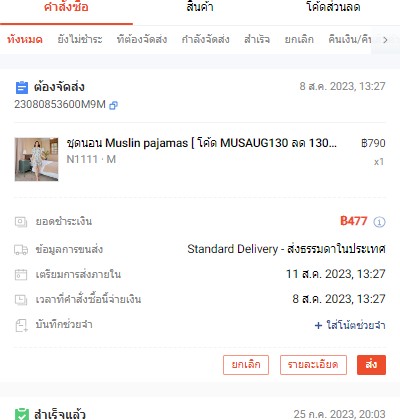 คำสั่งซื้อ สินค้า โค้ดส่วนลด
ทั้งหมด ยังไม่ชำระ ที่ต้องจัดส่ง กำลังจัดส่ง สำเร็จ ยกเลิก คืนเงิน/คืน
ต้องจัดส่ง 8 ส.ค. 2023, 13:27
23080853600M9M
ชุดนอน Muslin pajamas [ โค้ด MUSAUG130 ลด 130... ฿790
N1111 · M x1
ยอดชำระเงิน ฿477
ข้อมูลการขนส่ง Standard Delivery - ส่งธรรมดาในประเทศ
เตรียมการส่งภายใน 11 ส.ค. 2023, 13:27
เวลาที่คำสั่งซื้อนี้จ่ายเงิน 8 ส.ค. 2023, 13:27
บันทึกช่วยจำ + ใส่โน้ตช่วยจำ
ยกเลิก รายละเอียด ส่ง
สำเร็จแล้ว 25 ก.ค. 2023, 20:03